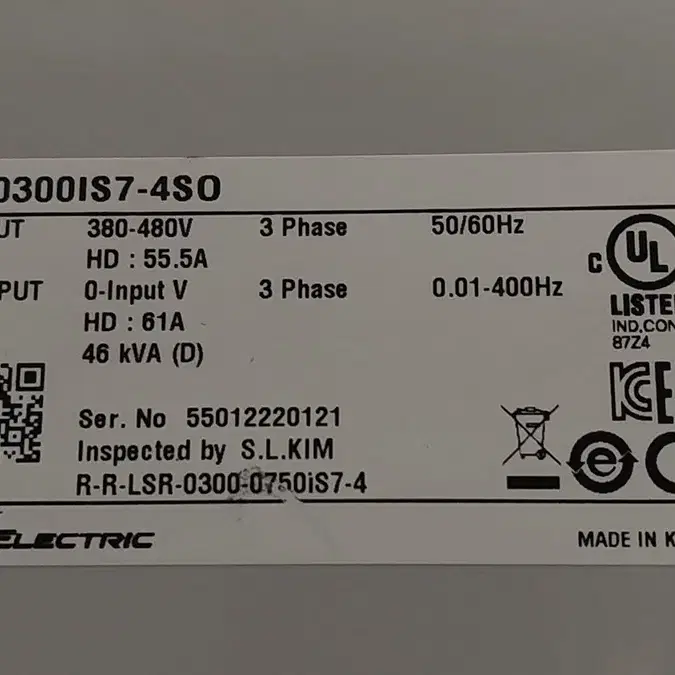 0300IS7-4SO
UT 380-480V 3 Phase 50/60Hz
HD : 55.5A
PUT 0-Input V 3 Phase 0.01-400Hz
HD : 61A
46 kVA (D)
C UL
LISTE
IND.CON
87Z4
Ser. No 55012220121
Inspected by S.L.KIM
R-R-LSR-0300-0750iS7-4
ELECTRIC
MADE IN K